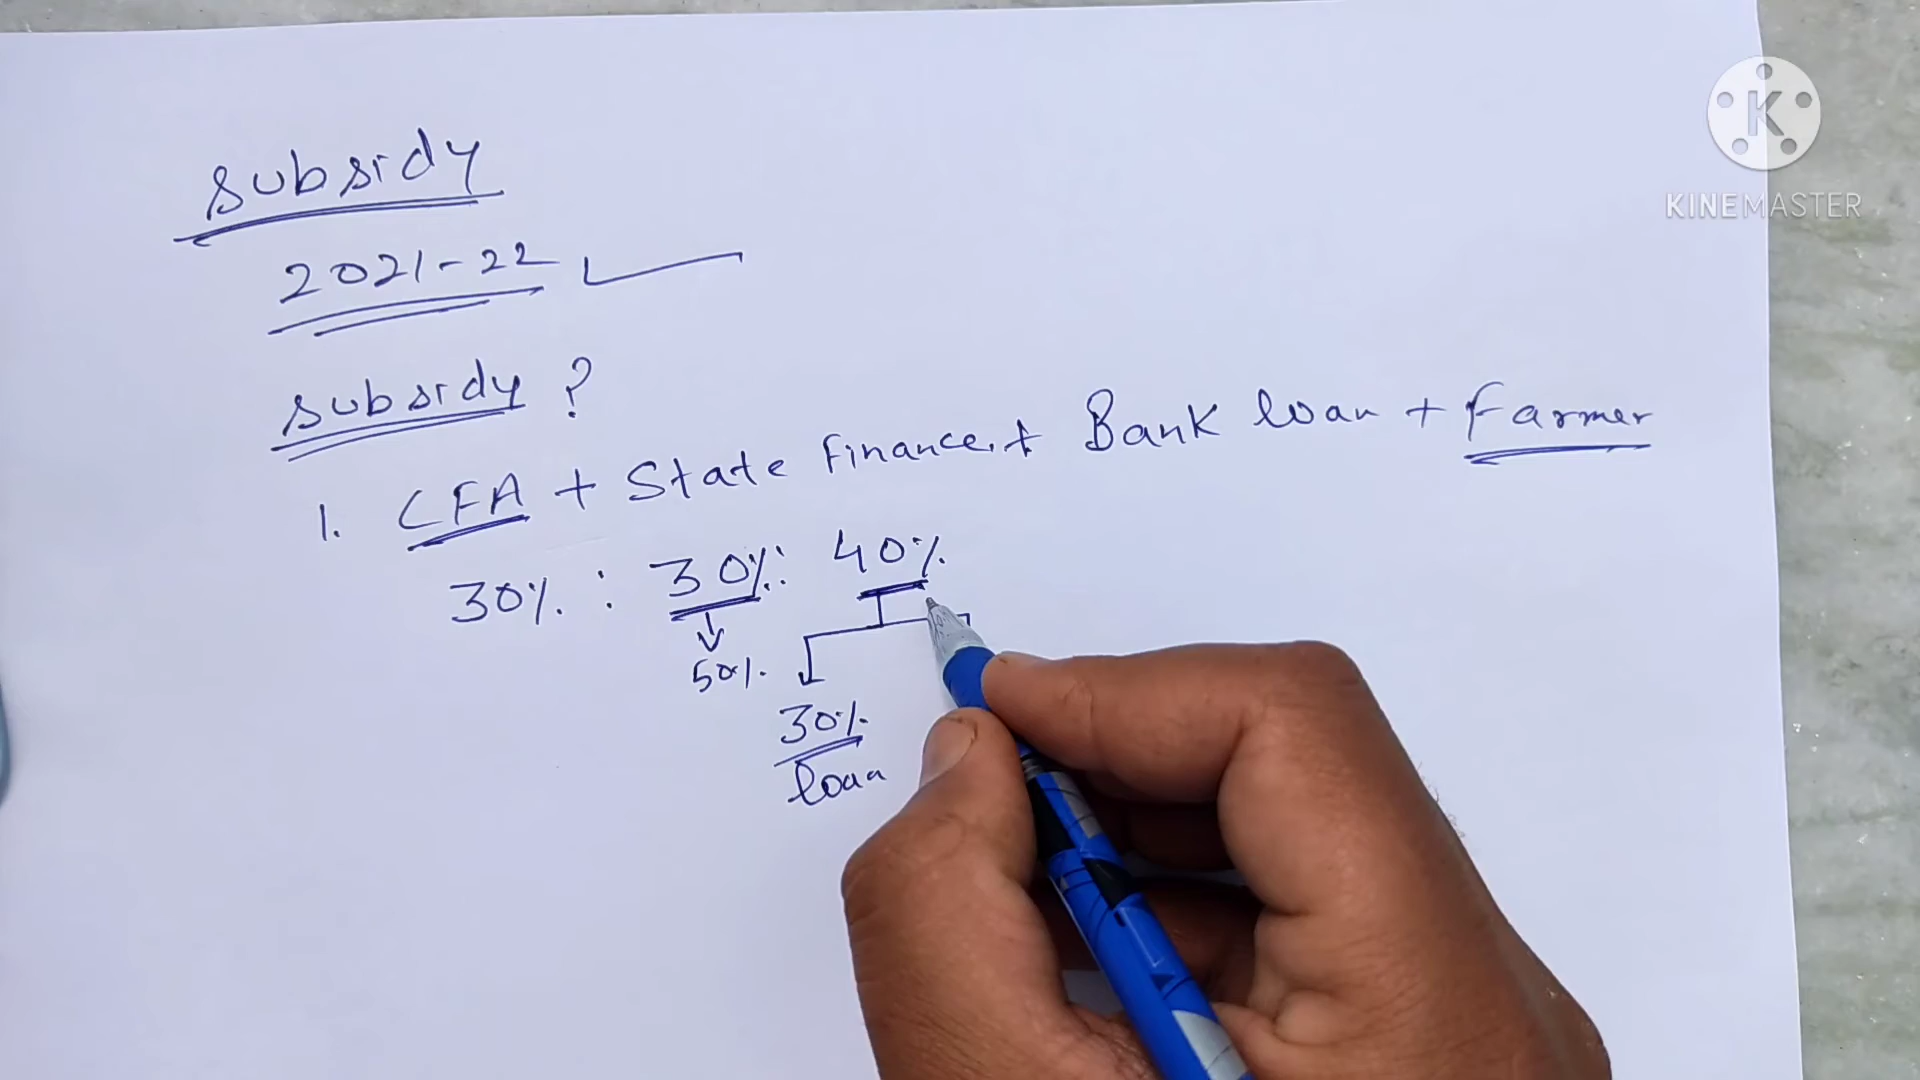 subsidy
2021-22
subsidy ?
1. CFA + State Finance + Bank loan + Farmer
30% : 30% : 40%
50%
30%
loan
K
KINEMASTER